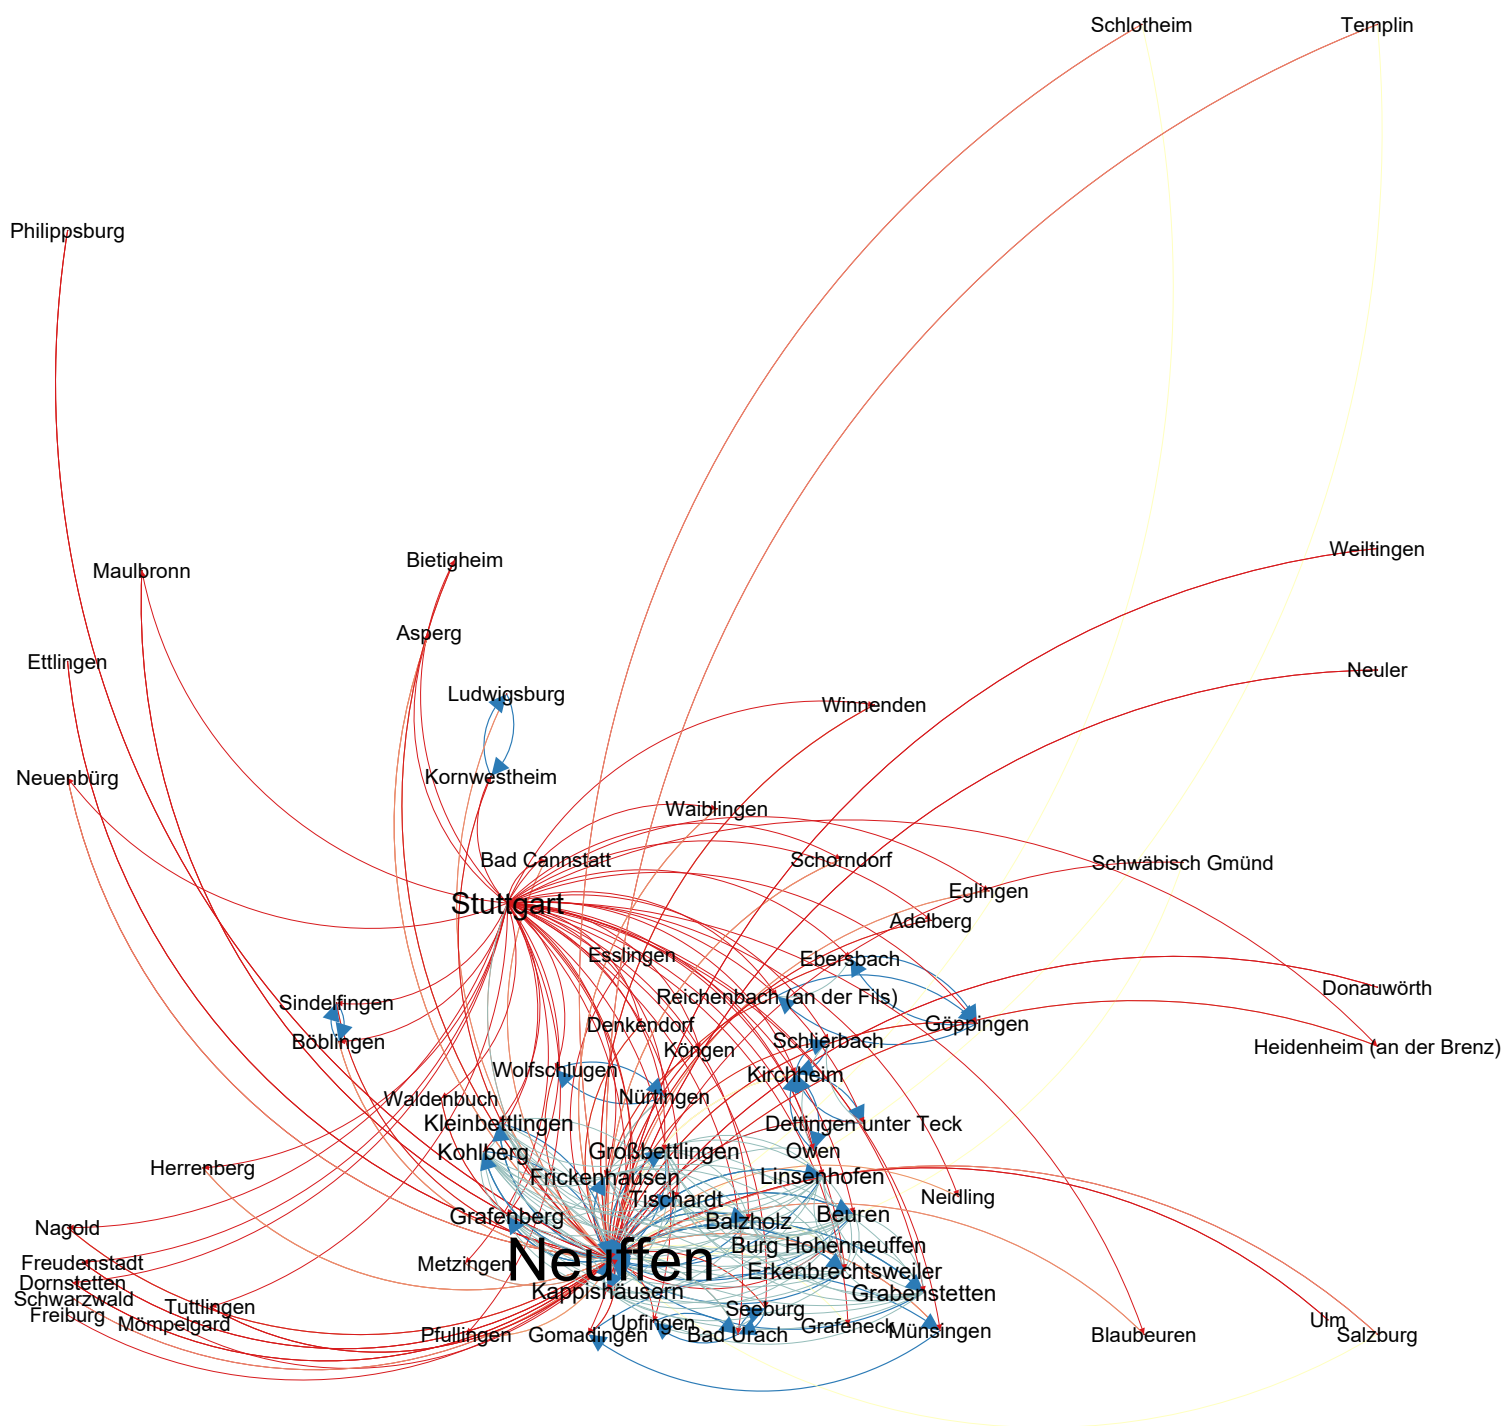 Schlotheim
Templin
Philippsburg
Weiltingen
Bietigheim
Maulbronn
Asperg
Ettlingen
Neuler
Ludwigsburg
Winnenden
Kornwestheim
Neuenbürg
Waiblingen
Bad Cannstatt
Schorndorf
Schwäbisch Gmünd
Eglingen
Stuttgart
Adelberg
Esslingen
Ebersbach
Donauwörth
Reichenbach (an der Fils)
Sindelfingen
Denkendorf
Göppingen
Böblingen
Schlierbach
Heidenheim (an der Brenz)
Köngen
Wolfschlugen
Kirchheim
Nürtingen
Waldenbuch
Kleinbettlingen
Dettingen unter Teck
Kohlberg
Großbettlingen
Owen
Herrenberg
Frickenhausen
Linsenhofen
Tischardt
Neidling
Grafenberg
Balzholz
Beuren
Nagold
Burg Hohenneuffen
Neuffen
Freudenstadt
Metzingen
Erkenbrechtsweiler
Dornstetten
Kappishäusern
Grabenstetten
Schwarzwald
Tuttlingen
Seeburg
Freiburg
Mömpelgard
Upfingen
Grafeneck
Ulm
Pfullingen
Gomadingen
Bad Urach
Münsingen
Blaubeuren
Salzburg